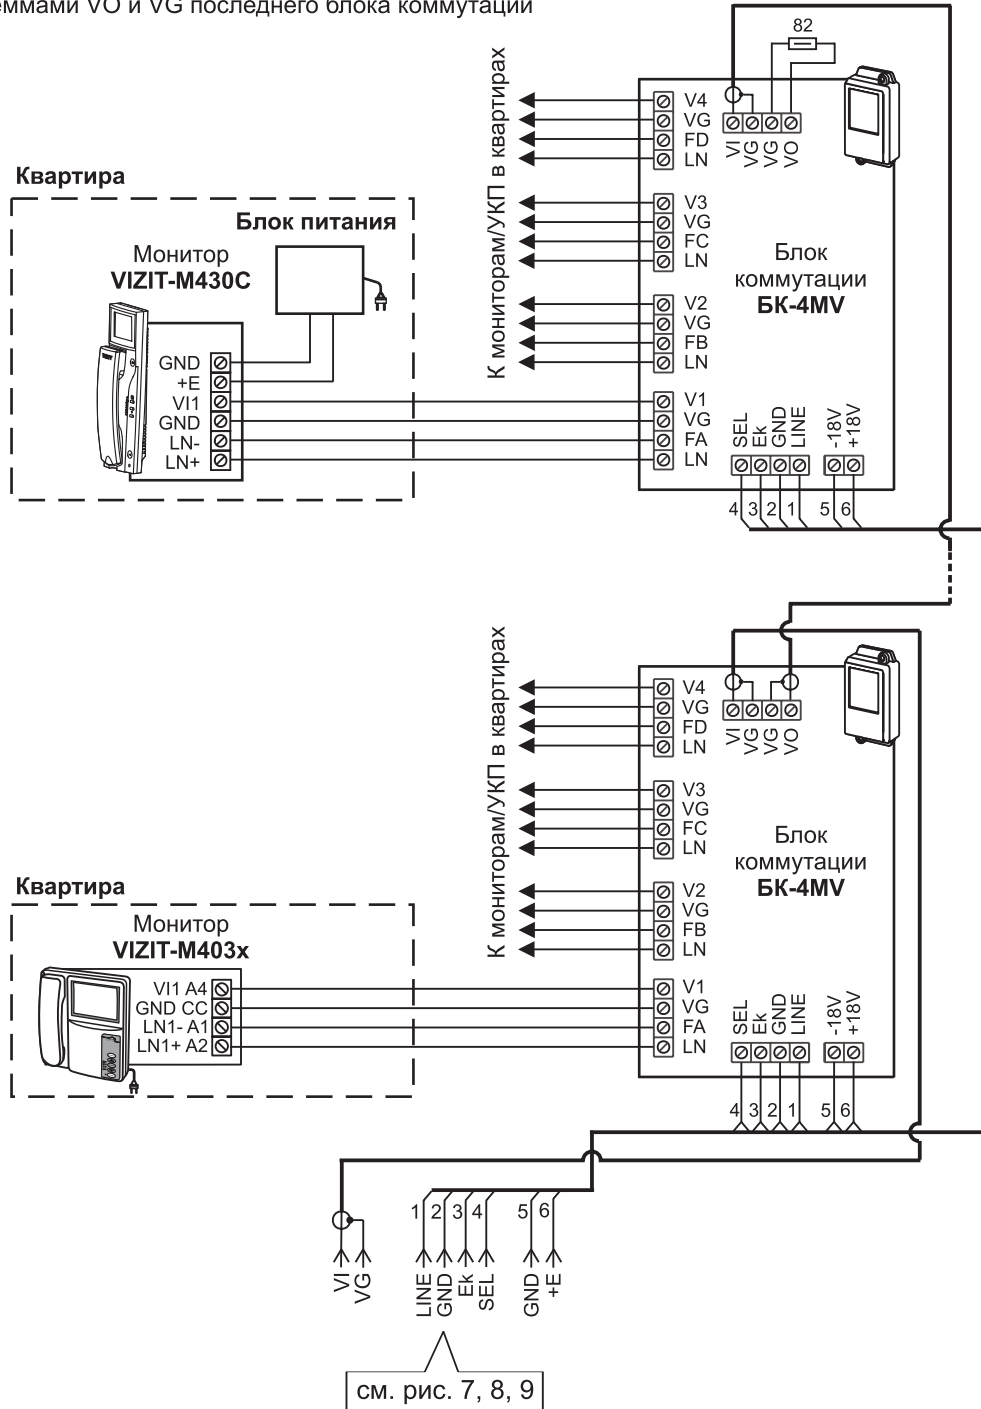 еммами VO и VG последнего блока коммутации
82
К мониторам/УКП в квартирах
V4
VG
FD
LN
VI
VG
VG
VO
V3
VG
FC
LN
V2
VG
FB
LN
V1
VG
FA
LN
Блок
коммутации
БК-4MV
SEL
Ek
GND
LINE
-18V
+18V
4 3 2 1 5 6
Квартира
Блок питания
Монитор
VIZIT-M430C
GND
+E
VI1
GND
LN-
LN+
К мониторам/УКП в квартирах
V4
VG
FD
LN
VI
VG
VG
VO
V3
VG
FC
LN
V2
VG
FB
LN
V1
VG
FA
LN
Блок
коммутации
БК-4MV
SEL
Ek
GND
LINE
-18V
+18V
4 3 2 1 5 6
Квартира
Монитор
VIZIT-M403x
VI1 A4
GND CC
LN1- A1
LN1+ A2
1 2 3 4 5 6
VI
VG
LINE
GND
Ek
SEL
GND
+E
см. рис. 7, 8, 9